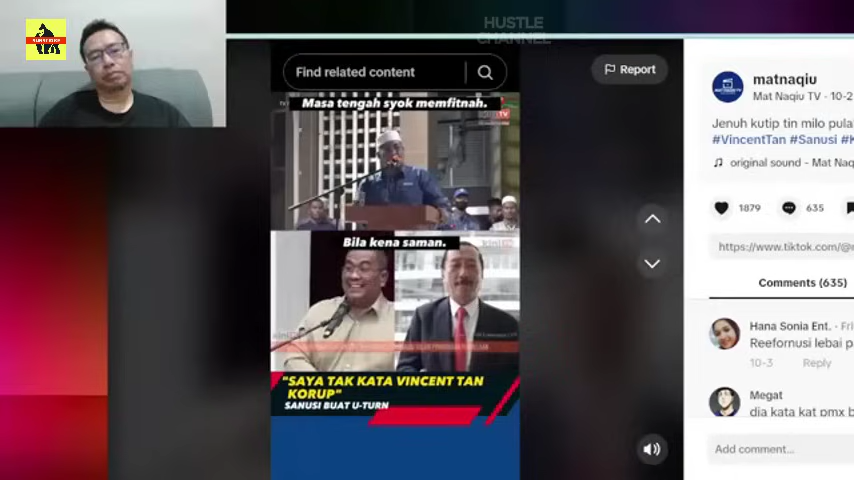 HUSTLE
CHANNEL
Find related content
Report
Masa tengah syok memfitnah.
Bila kena saman.
"SAYA TAK KATA VINCENT TAN
KORUP"
SANUSI BUAT U-TURN
matnaqiu
Mat Naqiu TV · 10-2
Jenuh kutip tin milo pula
#VincentTan #Sanusi #K
original sound - Mat Naq
1879
635
https://www.tiktok.com/@
Comments (635)
Hana Sonia Ent. · Fri
Reefornusi lebai pa
10-3 Reply
Megat
dia kata kat pmx b
Add comment...